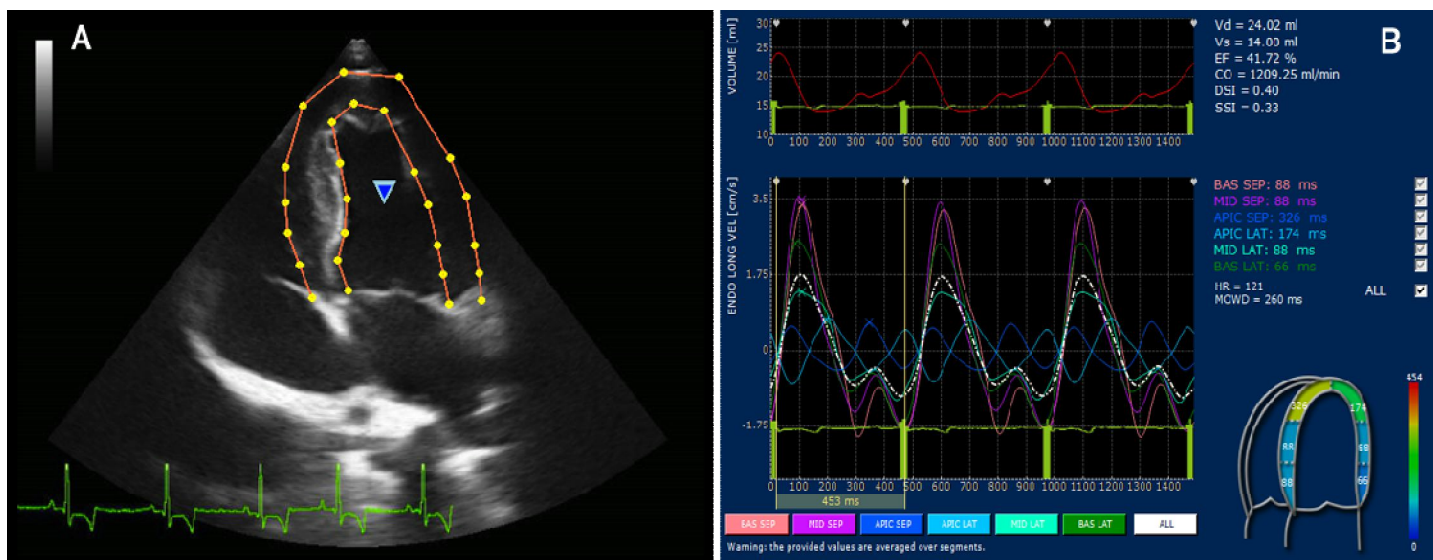 A
B
VOLUME [ml]
30
25
20
15
10
0 100 200 300 400 500 600 700 800 900 1000 1100 1200 1300 1400
Vd = 24.02 ml
Vs = 14.00 ml
EF = 41.72 %
CO = 1209.25 ml/min
DSI = 0.40
SSI = 0.33
ENDO LONG VEL [cm/s]
3.5
1.75
0
-1.75
0 100 200 300 400 500 600 700 800 900 1000 1100 1200 1300 1400
453 ms
BAS SEP: 88 ms
MID SEP: 88 ms
APIC SEP: 326 ms
APIC LAT: 174 ms
MID LAT: 88 ms
BAS LAT: 66 ms
HR = 121
MOWD = 260 ms
ALL
454
326 174
88 68
88 66
0
BAS SEP MID SEP APIC SEP APIC LAT MID LAT BAS LAT ALL
Warning: the provided values are averaged over segments.